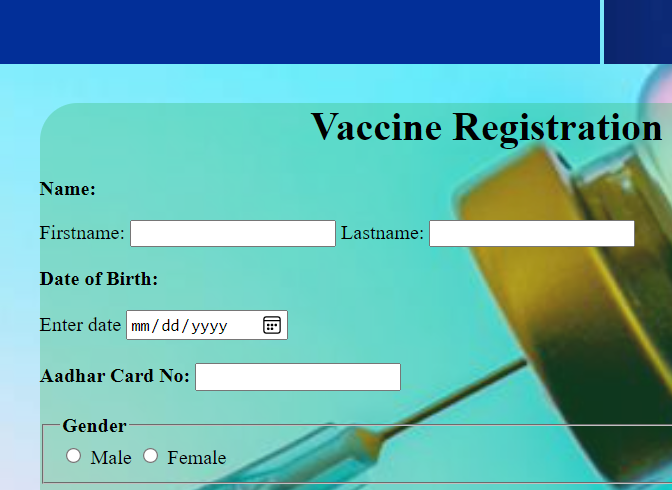 Vaccine Registration
Name:
Firstname: Lastname:
Date of Birth:
Enter date mm/dd/yyyy
Aadhar Card No:
Gender
Male Female